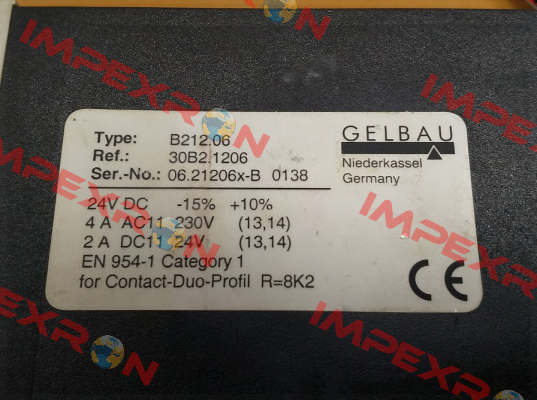 IMPEXRON
IMPEXRON
Type: B212.06
Ref.: 30B2.1206
Ser.-No.: 06.21206x-B 0138
24V DC -15% +10%
4 A AC11 230V (13,14)
2 A DC11 24V (13,14)
EN 954-1 Category 1
for Contact-Duo-Profil R=8K2
GELBAU
Niederkassel
Germany
CE
IMPEXRON
IMPEXRON